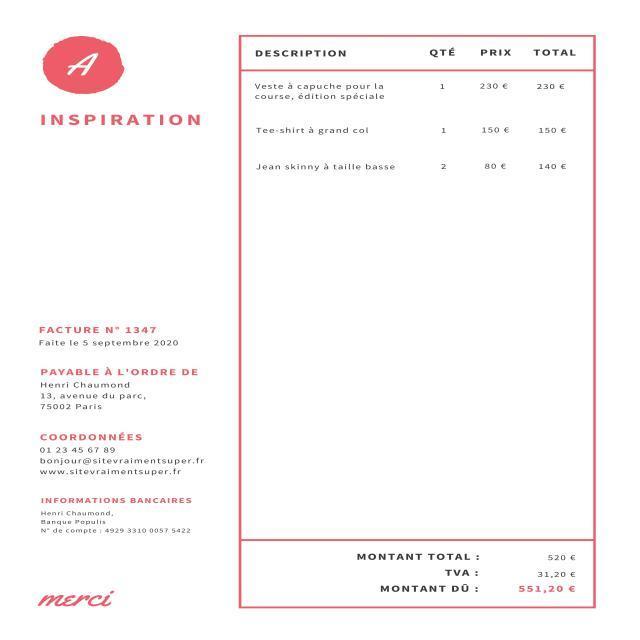 A
INSPIRATION
FACTURE N° 1347
Faite le 5 septembre 2020
PAYABLE À L'ORDRE DE
Henri Chaumond
13, avenue du parc,
75002 Paris
COORDONNÉES
01 23 45 67 89
bonjour@sitevraimentsuper.fr
www.sitevraimentsuper.fr
INFORMATIONS BANCAIRES
Henri Chaumond,
Banque Populis
N° de compte : 4929 3310 0057 5422
merci
DESCRIPTION QTÉ PRIX TOTAL
Veste à capuche pour la 1 230 € 230 €
course, édition spéciale
Tee-shirt à grand col 1 150 € 150 €
Jean skinny à taille basse 2 80 € 140 €
MONTANT TOTAL : 520 €
TVA : 31,20 €
MONTANT DÛ : 551,20 €